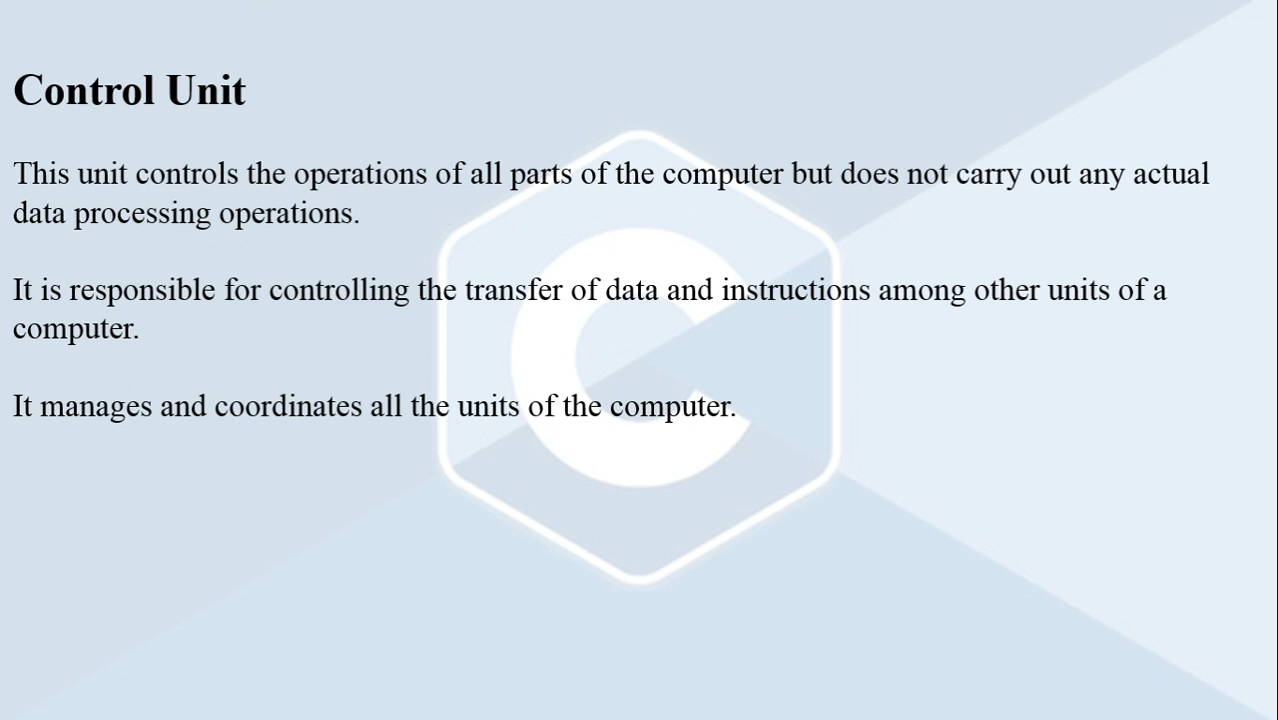 Control Unit
This unit controls the operations of all parts of the computer but does not carry out any actual
data processing operations.
It is responsible for controlling the transfer of data and instructions among other units of a
computer.
It manages and coordinates all the units of the computer.
C